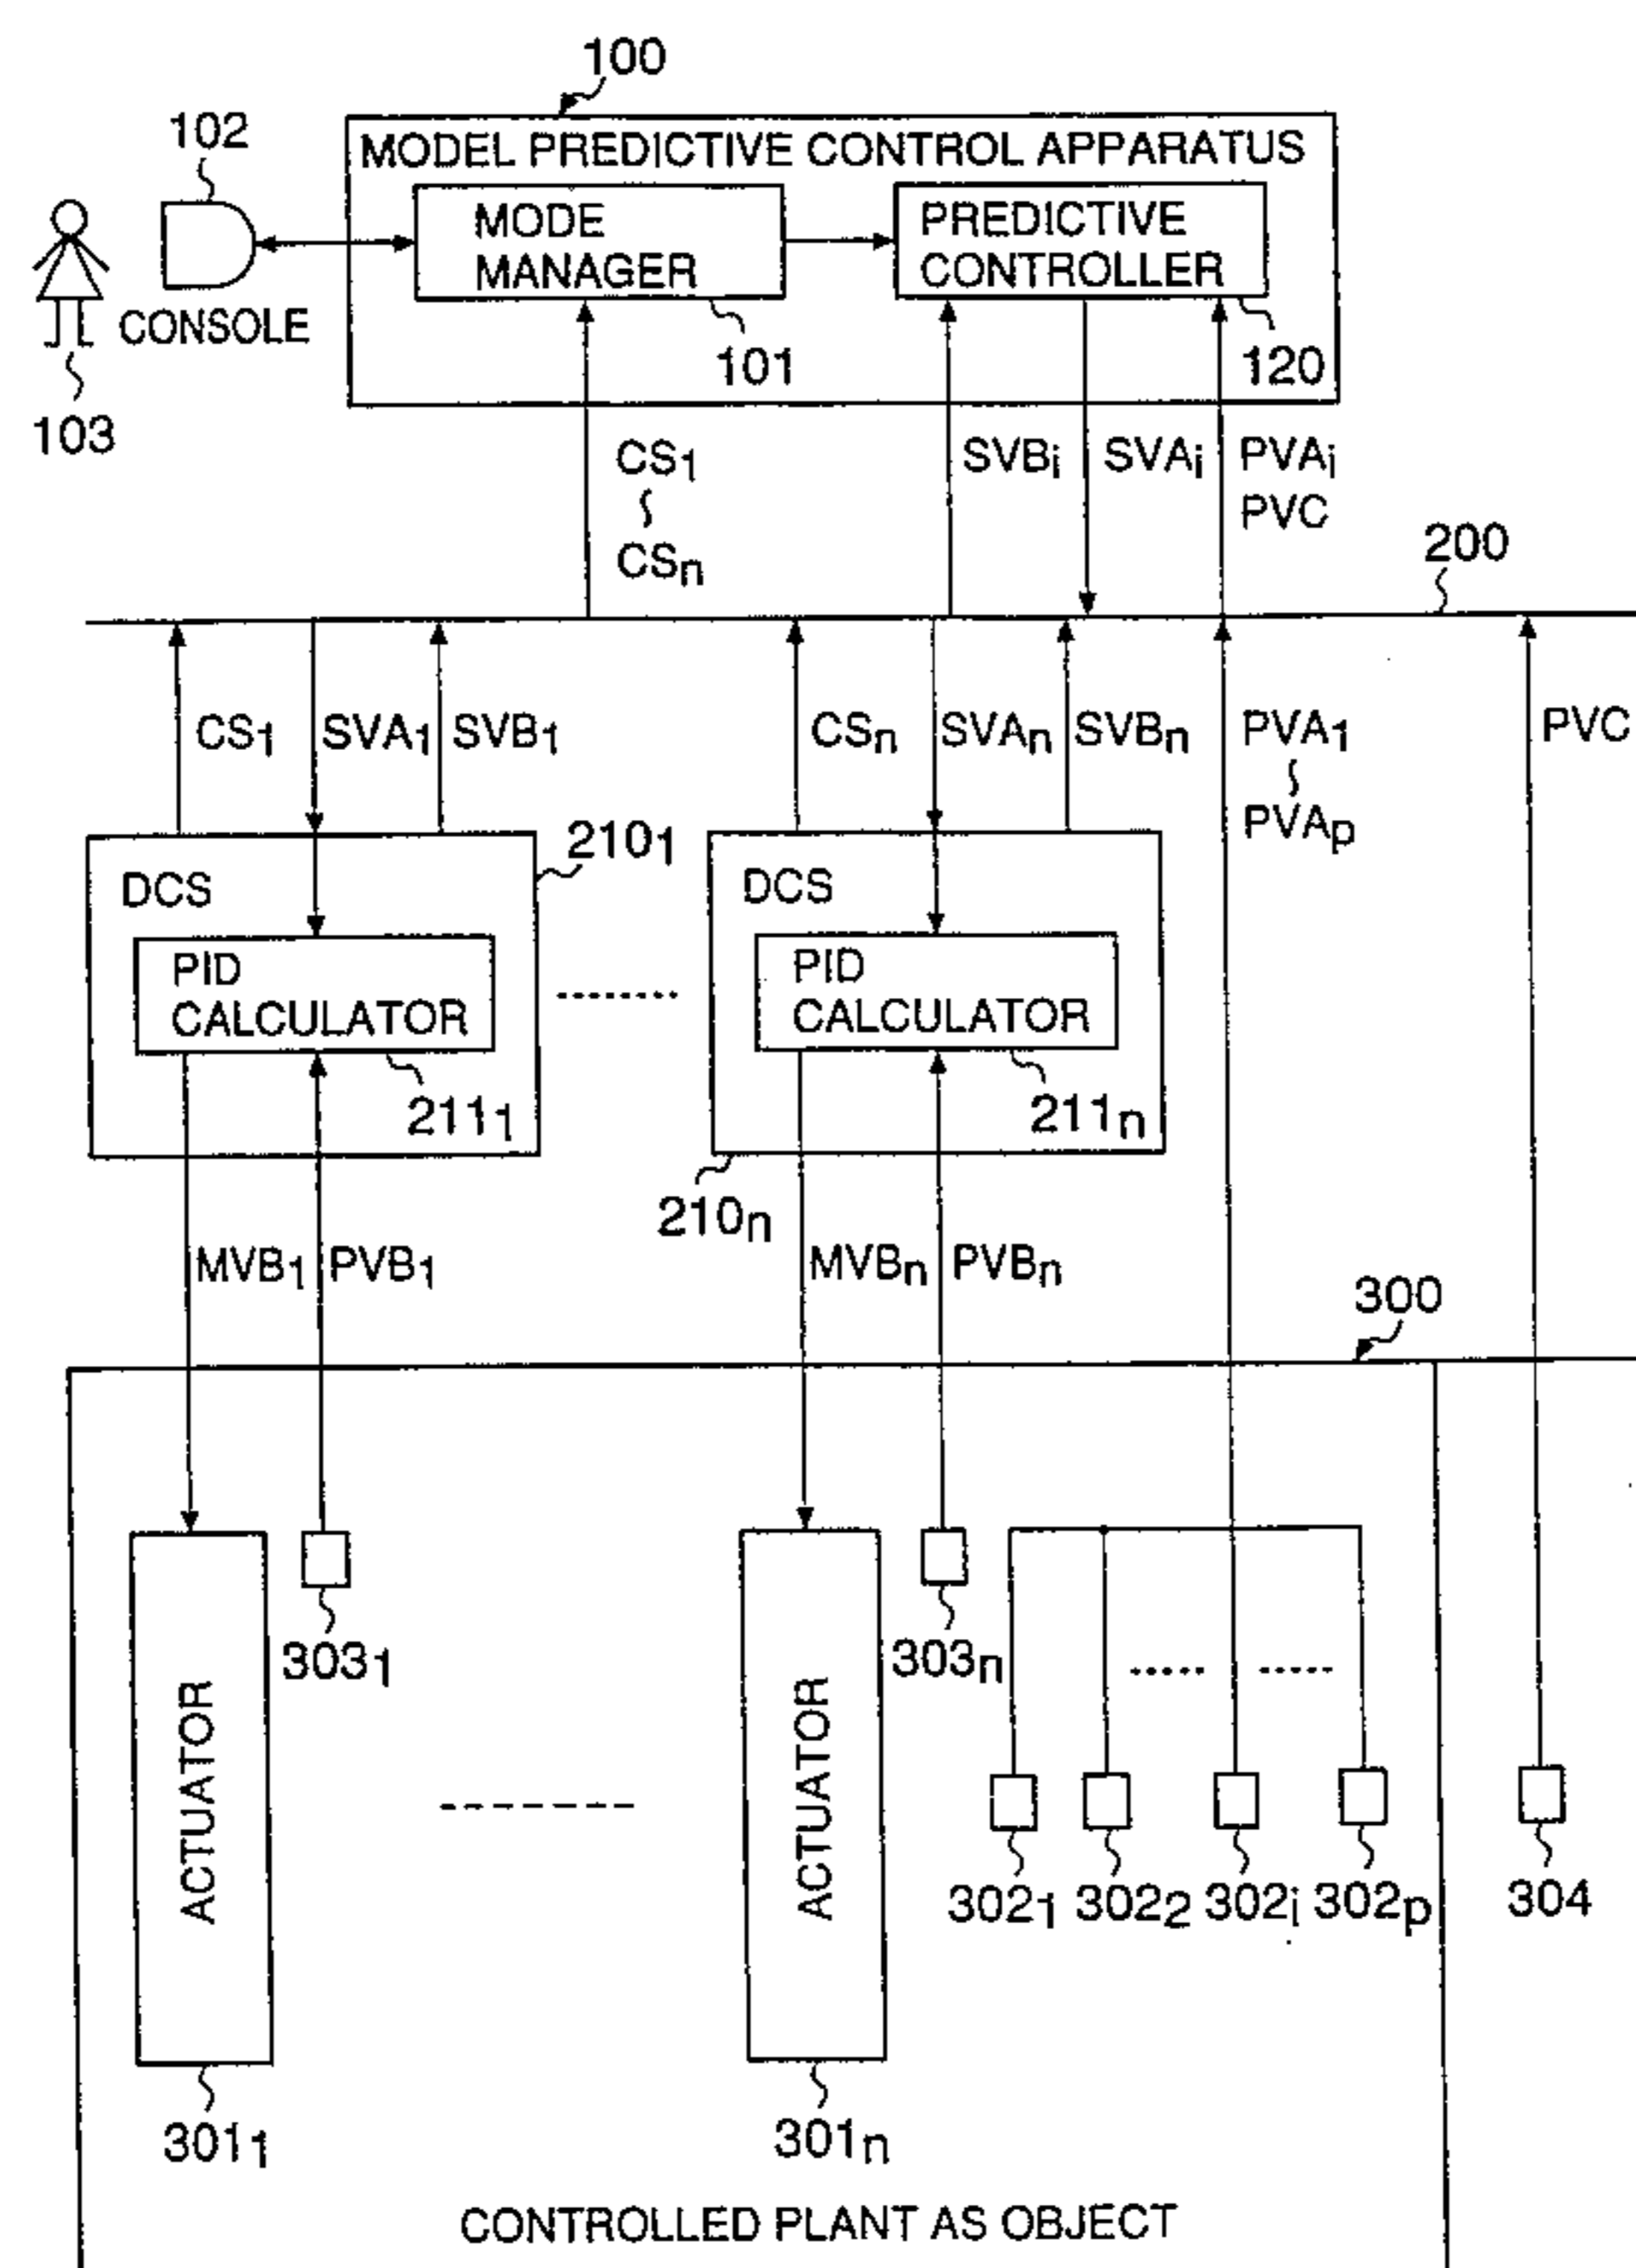 100
102
MODEL PREDICTIVE CONTROL APPARATUS
MODE
MANAGER
PREDICTIVE
CONTROLLER
CONSOLE
101
120
103
CS1
CSn
SVBi
SVAi
PVAi
PVC
200
CS1
SVA1
SVB1
CSn
SVAn
SVBn
PVA1
PVAp
PVC
2101
DCS
DCS
PID
CALCULATOR
PID
CALCULATOR
2111
211n
210n
MVB1
PVB1
MVBn
PVBn
300
3031
303n
ACTUATOR
ACTUATOR
3021
3022
302i
302p
304
3011
301n
CONTROLLED PLANT AS OBJECT